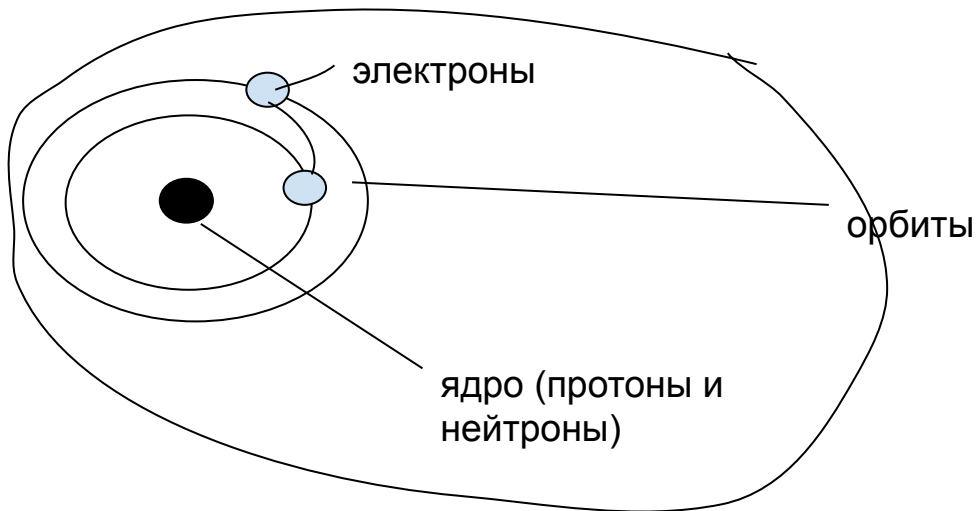 электроны
орбиты
ядро (протоны и
нейтроны)